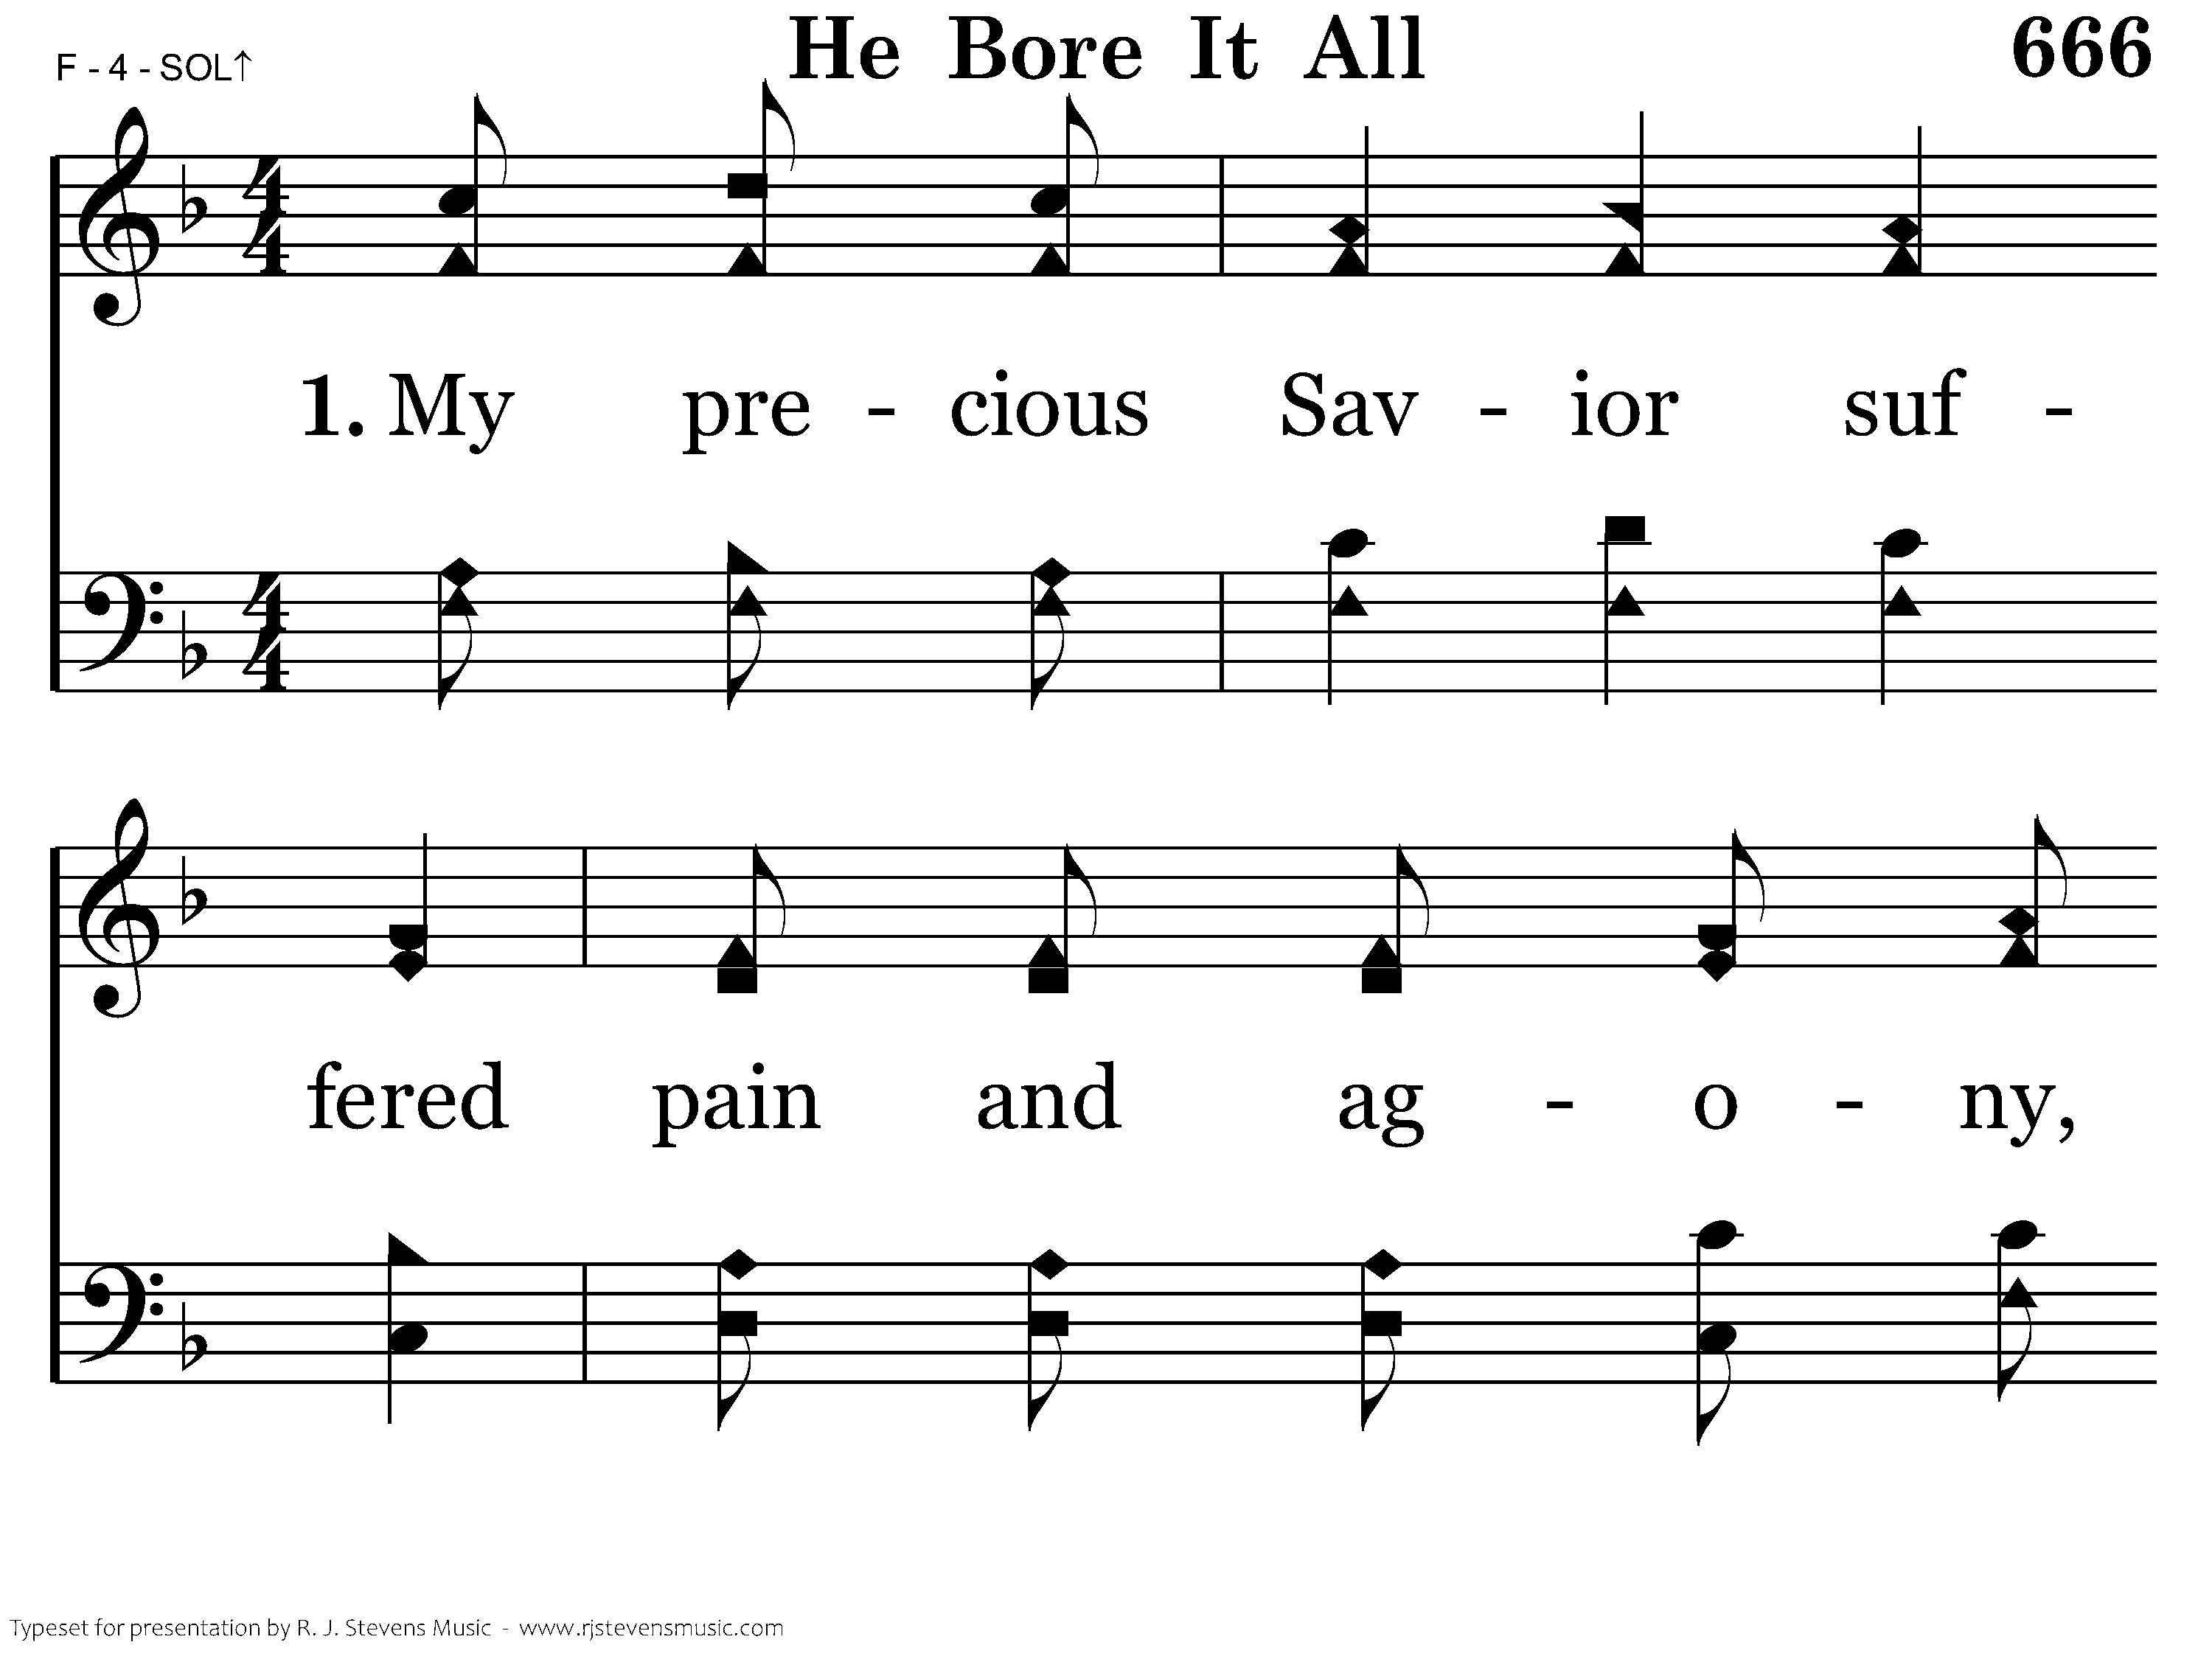 He Bore It All 666
F - 4 - SOL↑
1. My pre - cious Sav - ior suf -
fered pain and ag - o - ny,
Typeset for presentation by R. J. Stevens Music - www.rjstevensmusic.com